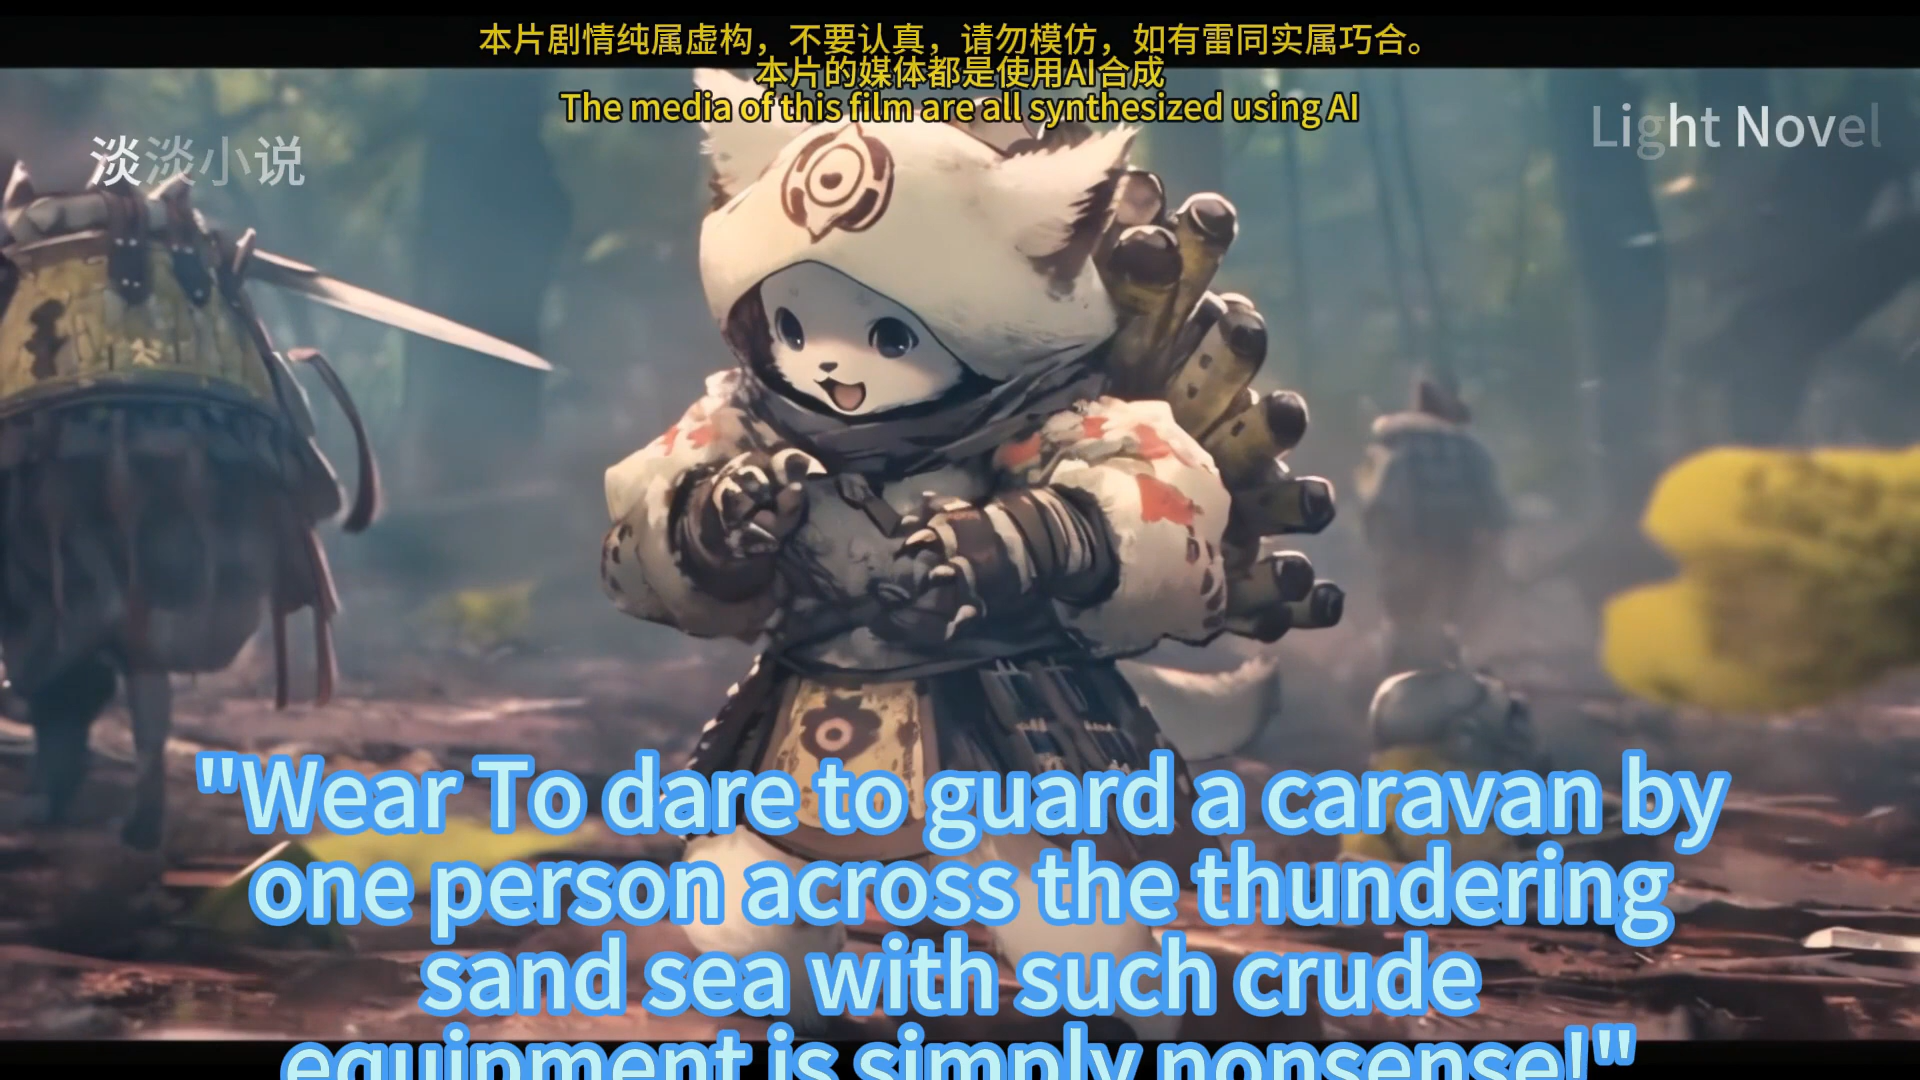 本片剧情纯属虚构，不要认真，请勿模仿，如有雷同实属巧合。
本片的媒体都是使用AI合成
The media of this film are all synthesized using AI
淡淡小说
Light Novel
"Wear To dare to guard a caravan by
one person across the thundering
sand sea with such crude
equipment is simply nonsense!"